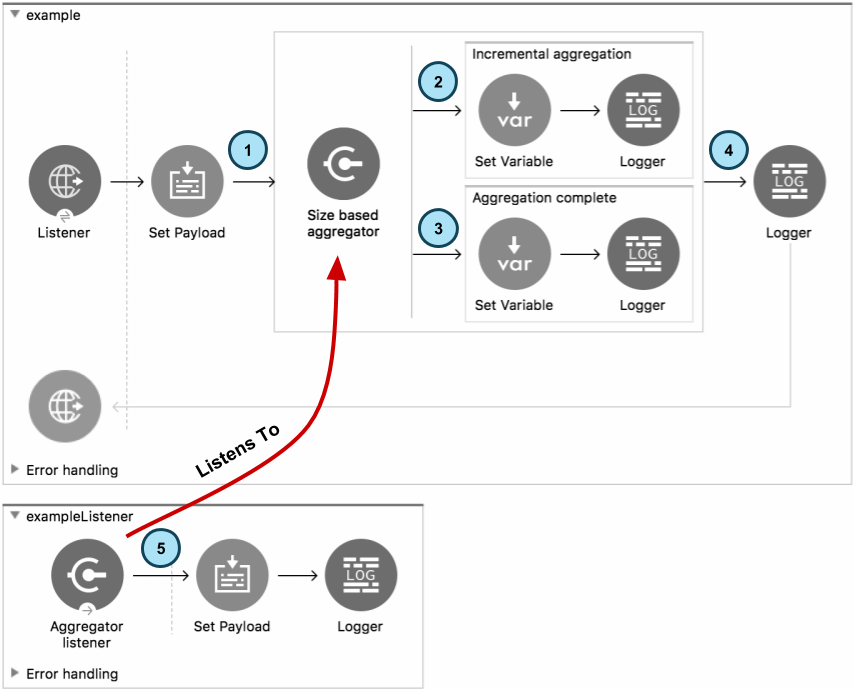 example
Incremental aggregation
1
2
var
LOG
Set Variable
Logger
4
LOG
Listener
Set Payload
Size based
aggregator
Aggregation complete
3
var
LOG
Set Variable
Logger
Logger
Listens To
Error handling
exampleListener
5
LOG
Aggregator
listener
Set Payload
Logger
Error handling